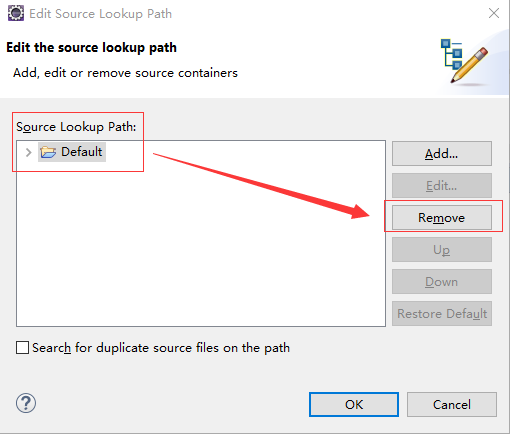 Edit Source Lookup Path
Edit the source lookup path
Add, edit or remove source containers
Source Lookup Path:
Default
Add...
Edit...
Remove
Up
Down
Restore Default
Search for duplicate source files on the path
?
OK
Cancel